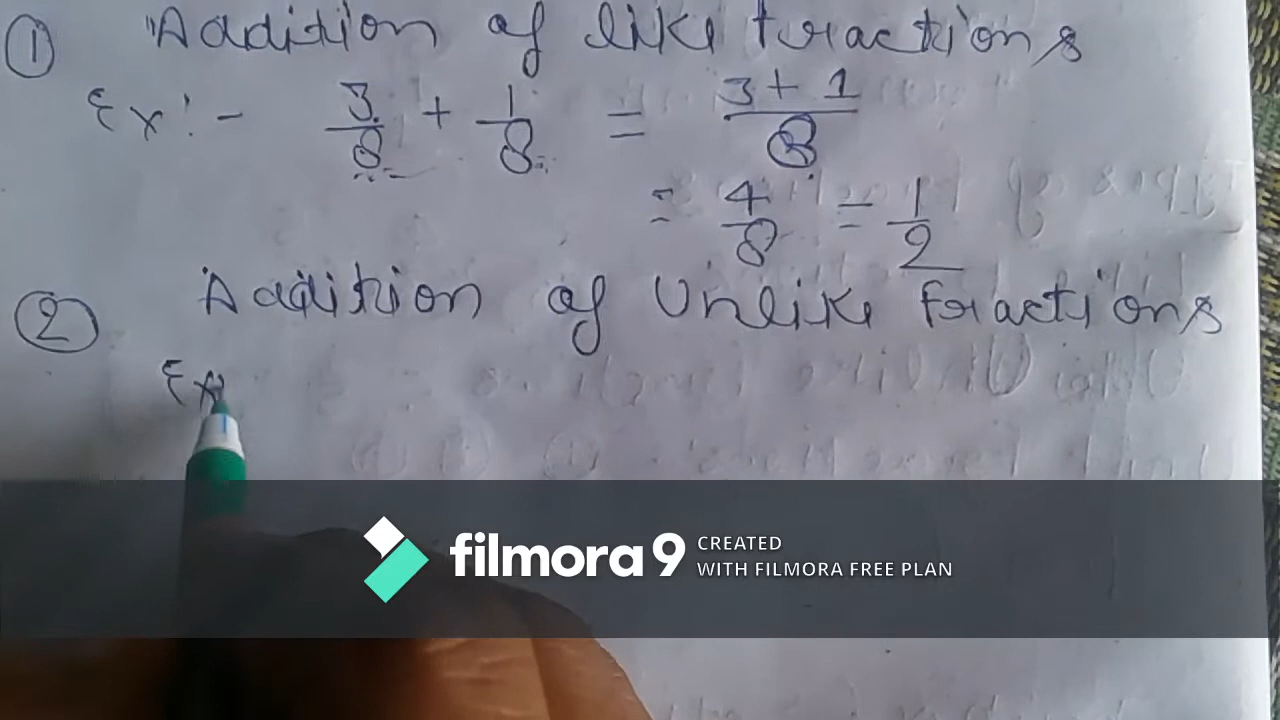 ① Addition of like fractions
Ex:- 3/8 + 1/8 = 3+1/8
= 4/8 = 1/2
② Addition of Unlike fractions
Ex
filmora9 CREATED
WITH FILMORA FREE PLAN